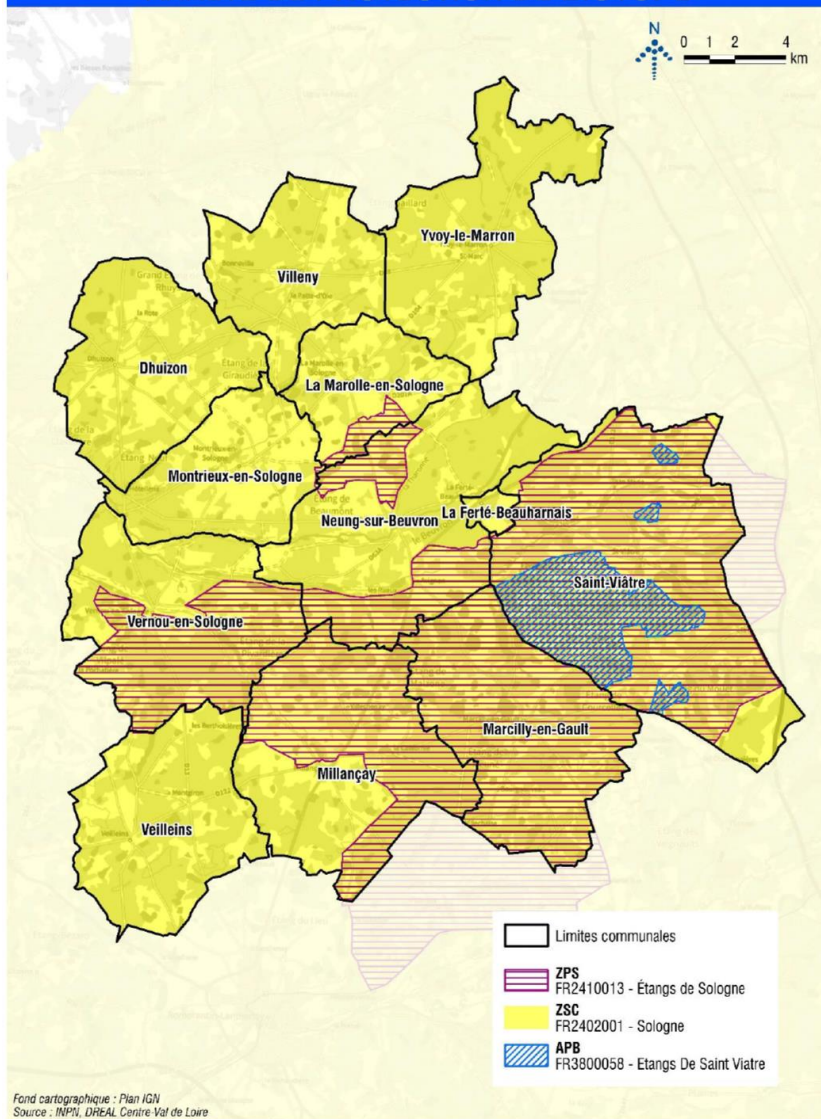 N
0 1 2 4
km
Yvoy-le-Marron
Villeny
Dhuizon
La Marolle-en-Sologne
Montrieux-en-Sologne
La Ferté-Beauharnais
Neung-sur-Beuvron
Saint-Viâtre
Vernou-en-Sologne
Marcilly-en-Gault
Millançay
Veilleins
Limites communales
ZPS
FR2410013 - Étangs de Sologne
ZSC
FR2402001 - Sologne
APB
FR3800058 - Etangs De Saint Viatre
Fond cartographique : Plan IGN
Source : INPN, DREAL Centre-Val de Loire